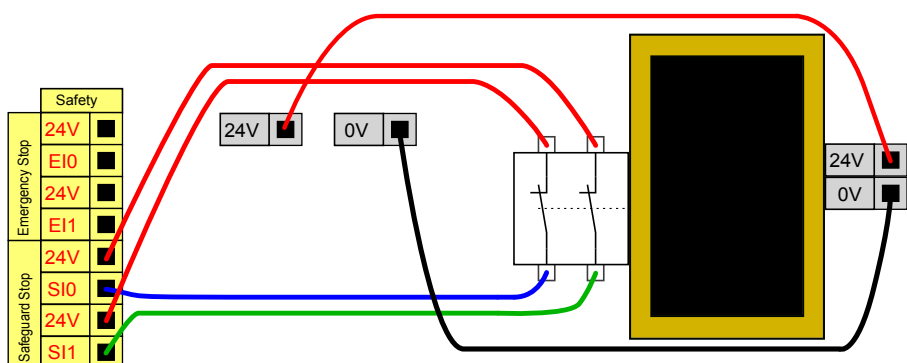 Safety
Emergency Stop
24V
EI0
24V
EI1
Safeguard Stop
24V
SI0
24V
SI1
24V
0V
24V
0V